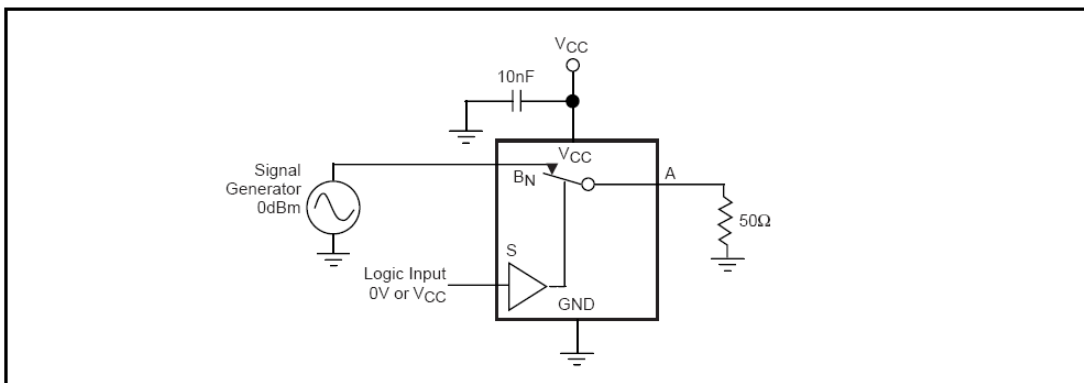 VCC
10nF
VCC
Signal
Generator
0dBm
BN
A
50Ω
S
Logic Input
0V or VCC
GND